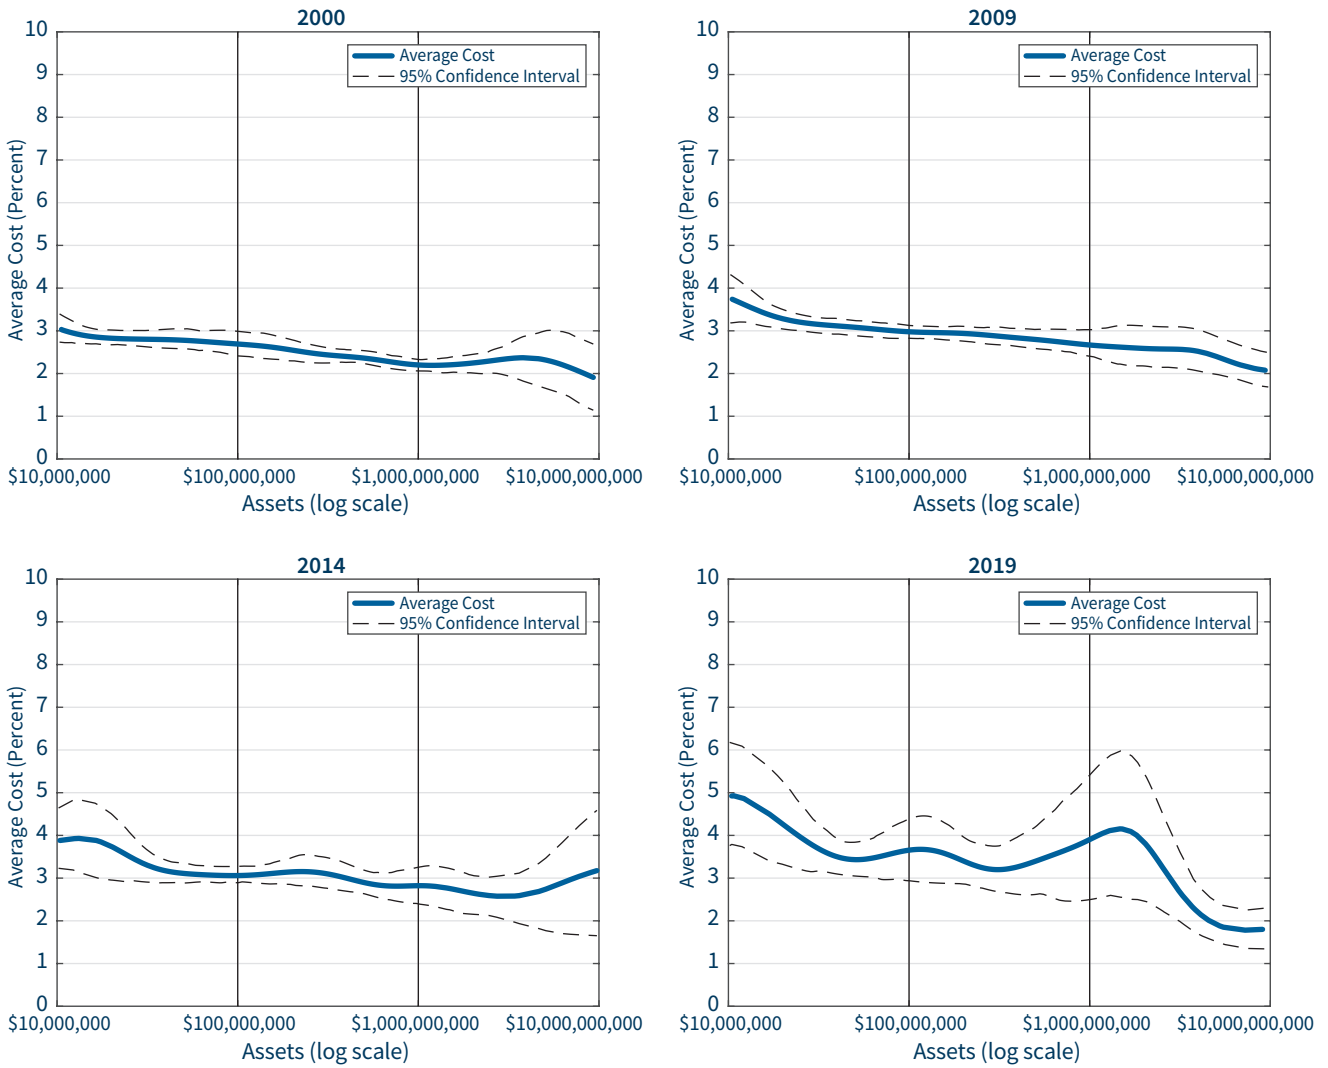 2000
10
9
8
7
6
5
4
3
2
1
0
Average Cost (Percent)
Average Cost
95% Confidence Interval
$10,000,000 $100,000,000 $1,000,000,000 $10,000,000,000
Assets (log scale)
2009
10
9
8
7
6
5
4
3
2
1
0
Average Cost (Percent)
Average Cost
95% Confidence Interval
$10,000,000 $100,000,000 $1,000,000,000 $10,000,000,000
Assets (log scale)
2014
10
9
8
7
6
5
4
3
2
1
0
Average Cost (Percent)
Average Cost
95% Confidence Interval
$10,000,000 $100,000,000 $1,000,000,000 $10,000,000,000
Assets (log scale)
2019
10
9
8
7
6
5
4
3
2
1
0
Average Cost (Percent)
Average Cost
95% Confidence Interval
$10,000,000 $100,000,000 $1,000,000,000 $10,000,000,000
Assets (log scale)